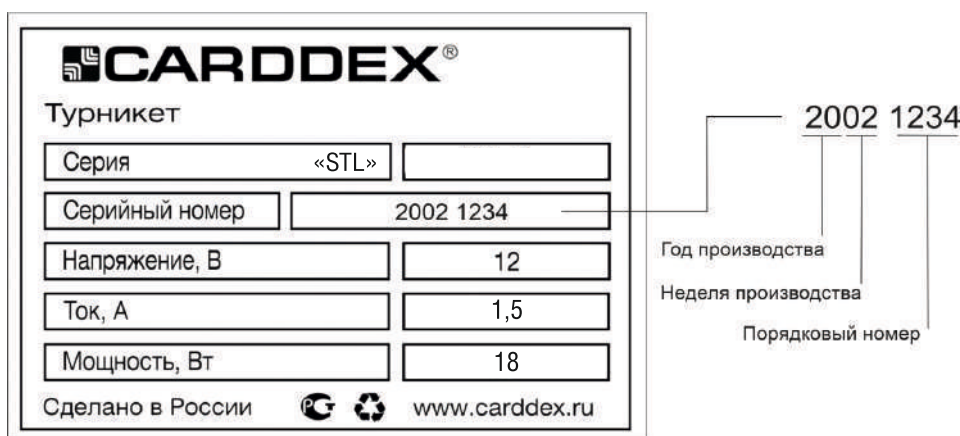 CARDDEX®
Турникет
Серия «STL»
Серийный номер 2002 1234
Напряжение, В 12
Ток, А 1,5
Мощность, Вт 18
Сделано в России РСТ www.carddex.ru
2002 1234
Год производства
Неделя производства
Порядковый номер